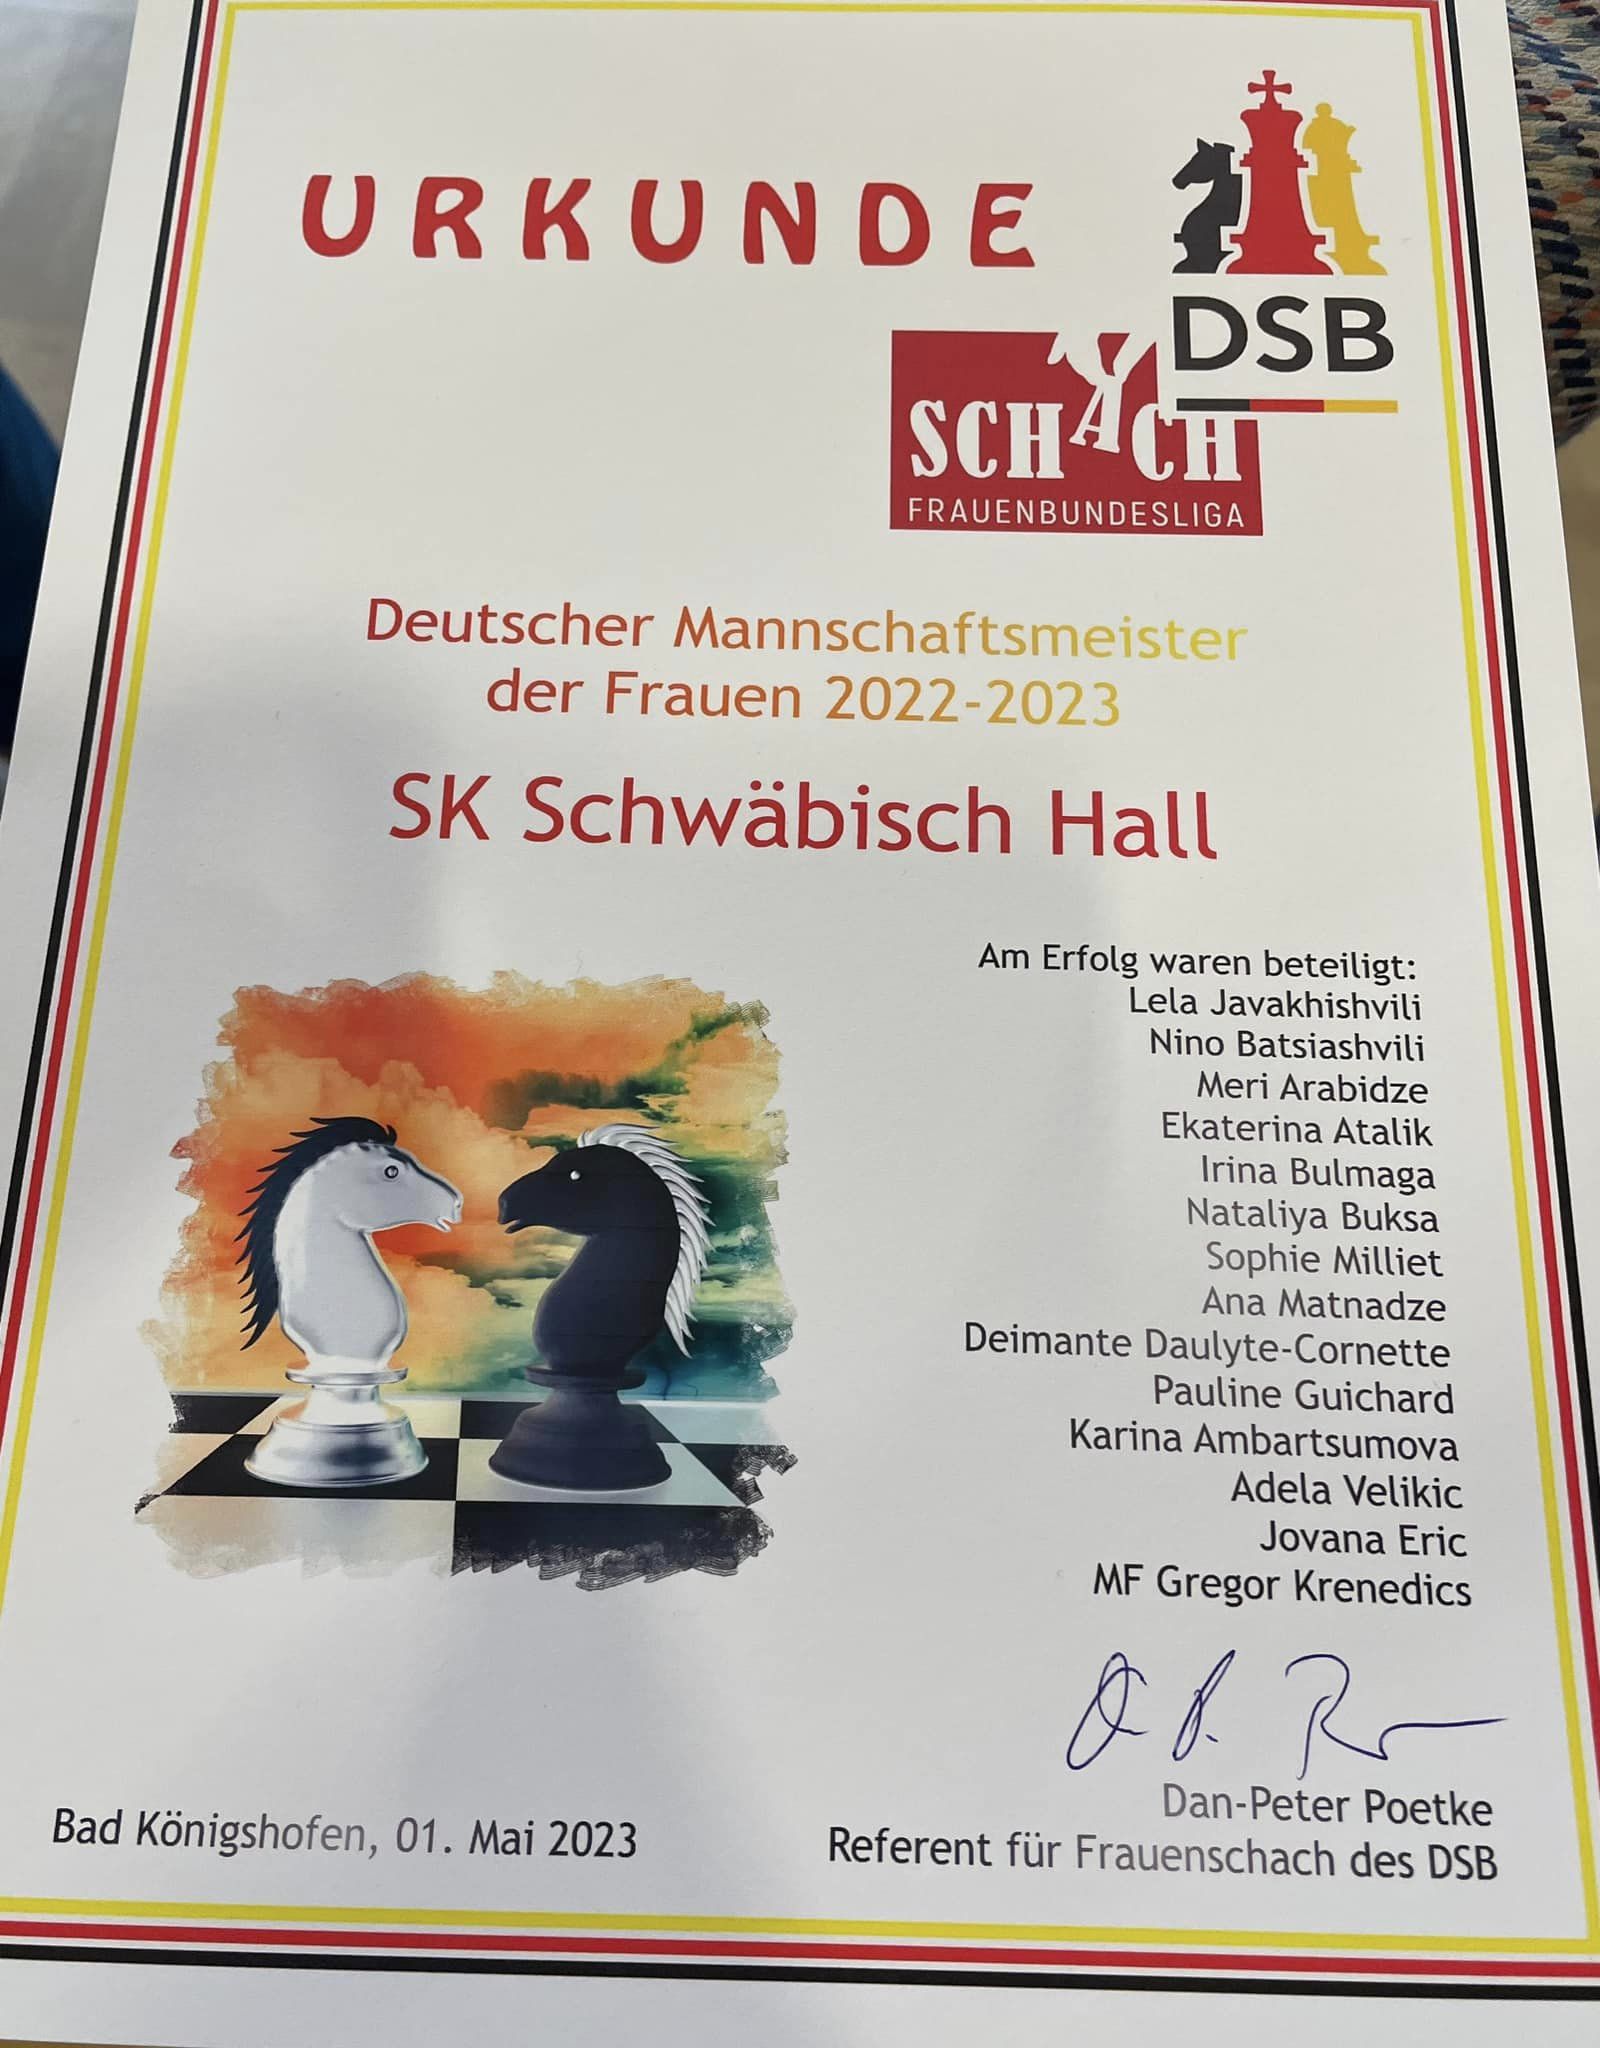 URKUNDE
DSB
SCHACH
FRAUENBUNDESLIGA
Deutscher Mannschaftsmeister
der Frauen 2022-2023
SK Schwäbisch Hall
Am Erfolg waren beteiligt:
Lela Javakhishvili
Nino Batsiashvili
Meri Arabidze
Ekaterina Atalik
Irina Bulmaga
Nataliya Buksa
Sophie Milliet
Ana Matnadze
Deimante Daulyte-Cornette
Pauline Guichard
Karina Ambartsumova
Adela Velikic
Jovana Eric
MF Gregor Krenedics
Dan-Peter Poetke
Referent für Frauenschach des DSB
Bad Königshofen, 01. Mai 2023